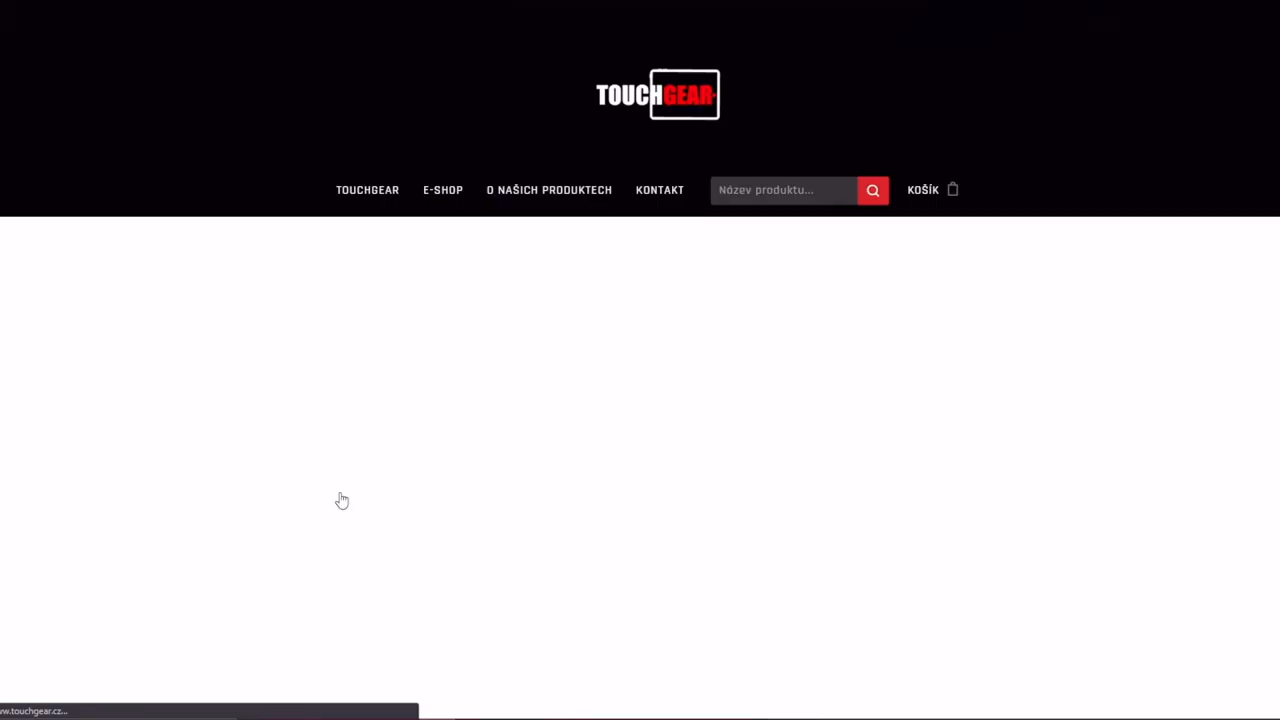 TOUCHGEAR
TOUCHGEAR E-SHOP O NAŠICH PRODUKTECH KONTAKT Název produktu... KOŠÍK
ww.touchgear.cz...